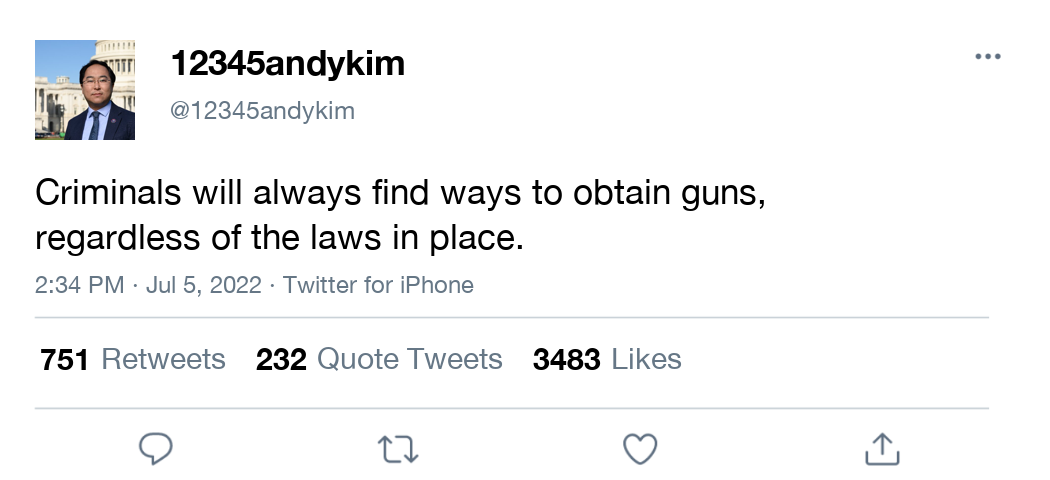 12345andykim
@12345andykim
Criminals will always find ways to obtain guns,
regardless of the laws in place.
2:34 PM · Jul 5, 2022 · Twitter for iPhone
751 Retweets 232 Quote Tweets 3483 Likes